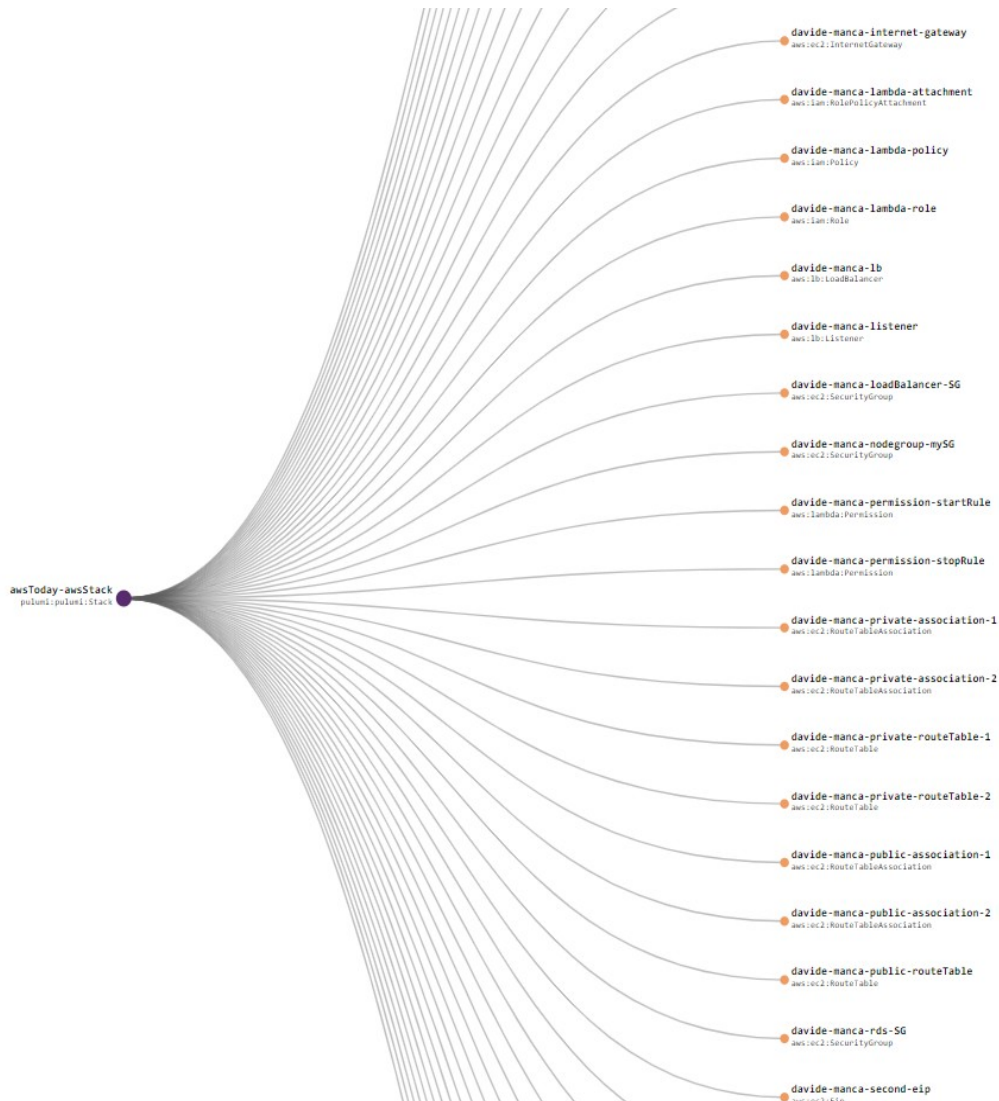 davide-manca-internet-gateway
aws:ec2:InternetGateway
davide-manca-lambda-attachment
aws:iam:RolePolicyAttachment
davide-manca-lambda-policy
aws:iam:Policy
davide-manca-lambda-role
aws:iam:Role
davide-manca-lb
aws:lb:LoadBalancer
davide-manca-listener
aws:lb:Listener
davide-manca-loadBalancer-SG
aws:ec2:SecurityGroup
davide-manca-nodegroup-mySG
aws:ec2:SecurityGroup
davide-manca-permission-startRule
aws:lambda:Permission
davide-manca-permission-stopRule
aws:lambda:Permission
awsToday-awsStack
pulumi:pulumi:Stack
davide-manca-private-association-1
aws:ec2:RouteTableAssociation
davide-manca-private-association-2
aws:ec2:RouteTableAssociation
davide-manca-private-routeTable-1
aws:ec2:RouteTable
davide-manca-private-routeTable-2
aws:ec2:RouteTable
davide-manca-public-association-1
aws:ec2:RouteTableAssociation
davide-manca-public-association-2
aws:ec2:RouteTableAssociation
davide-manca-public-routeTable
aws:ec2:RouteTable
davide-manca-rds-SG
aws:ec2:SecurityGroup
davide-manca-second-eip
aws:ec2:Eip